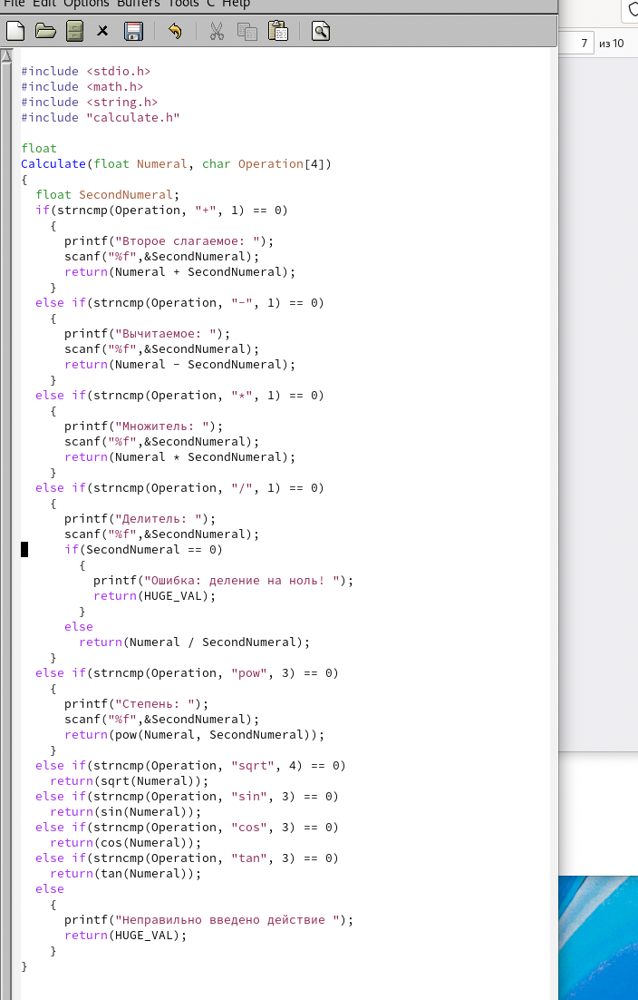 File Edit Options Buffers Tools C Help
7 из 10
#include <stdio.h>
#include <math.h>
#include <string.h>
#include "calculate.h"
float
Calculate(float Numeral, char Operation[4])
{
  float SecondNumeral;
  if(strncmp(Operation, "+", 1) == 0)
    {
      printf("Второе слагаемое: ");
      scanf("%f",&SecondNumeral);
      return(Numeral + SecondNumeral);
    }
  else if(strncmp(Operation, "-", 1) == 0)
    {
      printf("Вычитаемое: ");
      scanf("%f",&SecondNumeral);
      return(Numeral - SecondNumeral);
    }
  else if(strncmp(Operation, "*", 1) == 0)
    {
      printf("Множитель: ");
      scanf("%f",&SecondNumeral);
      return(Numeral * SecondNumeral);
    }
  else if(strncmp(Operation, "/", 1) == 0)
    {
      printf("Делитель: ");
      scanf("%f",&SecondNumeral);
      if(SecondNumeral == 0)
        {
          printf("Ошибка: деление на ноль! ");
          return(HUGE_VAL);
        }
      else
        return(Numeral / SecondNumeral);
    }
  else if(strncmp(Operation, "pow", 3) == 0)
    {
      printf("Степень: ");
      scanf("%f",&SecondNumeral);
      return(pow(Numeral, SecondNumeral));
    }
  else if(strncmp(Operation, "sqrt", 4) == 0)
    return(sqrt(Numeral));
  else if(strncmp(Operation, "sin", 3) == 0)
    return(sin(Numeral));
  else if(strncmp(Operation, "cos", 3) == 0)
    return(cos(Numeral));
  else if(strncmp(Operation, "tan", 3) == 0)
    return(tan(Numeral));
  else
    {
      printf("Неправильно введено действие ");
      return(HUGE_VAL);
    }
}